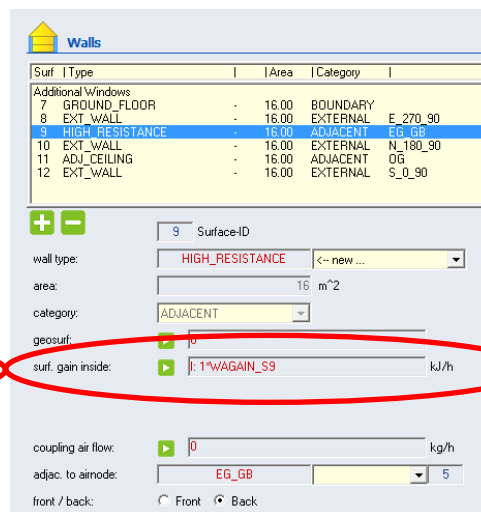 Walls
Surf | Type | | Area | Category |
Additional Windows
7 GROUND_FLOOR - 16.00 BOUNDARY
8 EXT_WALL - 16.00 EXTERNAL E_270_90
9 HIGH_RESISTANCE - 16.00 ADJACENT EG_GB
10 EXT_WALL - 16.00 EXTERNAL N_180_90
11 ADJ_CEILING - 16.00 ADJACENT OG
12 EXT_WALL - 16.00 EXTERNAL S_0_90
9 Surface-ID
wall type: HIGH_RESISTANCE <-- new ...
area: 16 m^2
category: ADJACENT
geosurf: 0
surf. gain inside: I: 1*WAGAIN_S9 kJ/h
coupling air flow: 0 kg/h
adjac. to airnode: EG_GB 5
front / back: Front Back